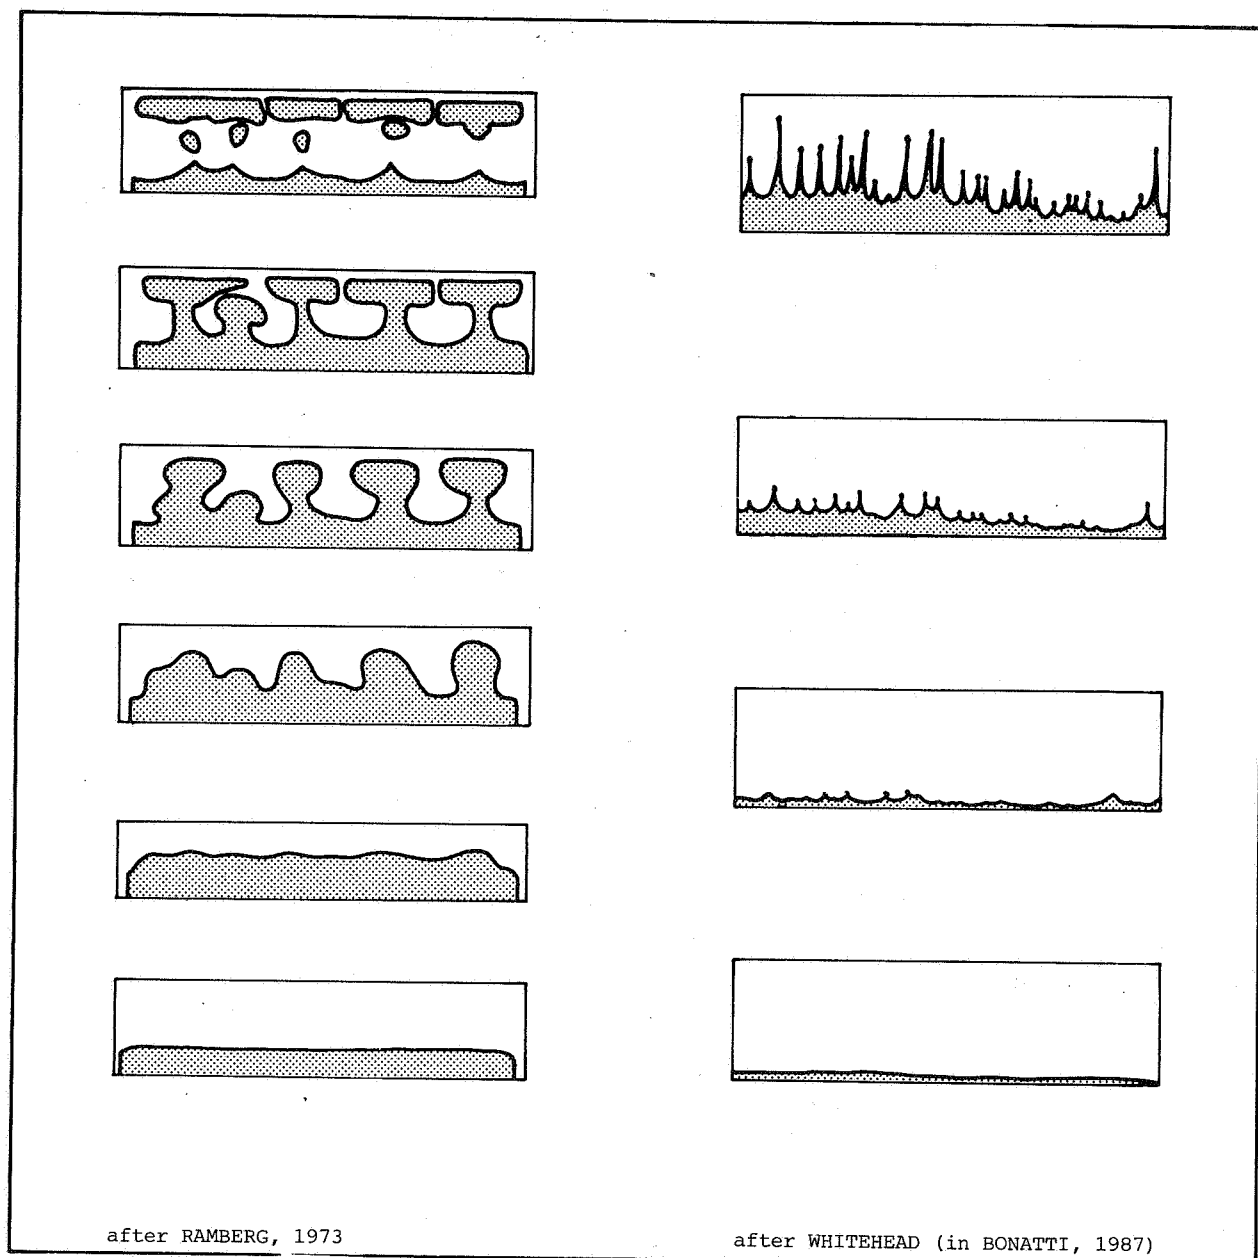 after RAMBERG, 1973
after WHITEHEAD (in BONATTI, 1987)